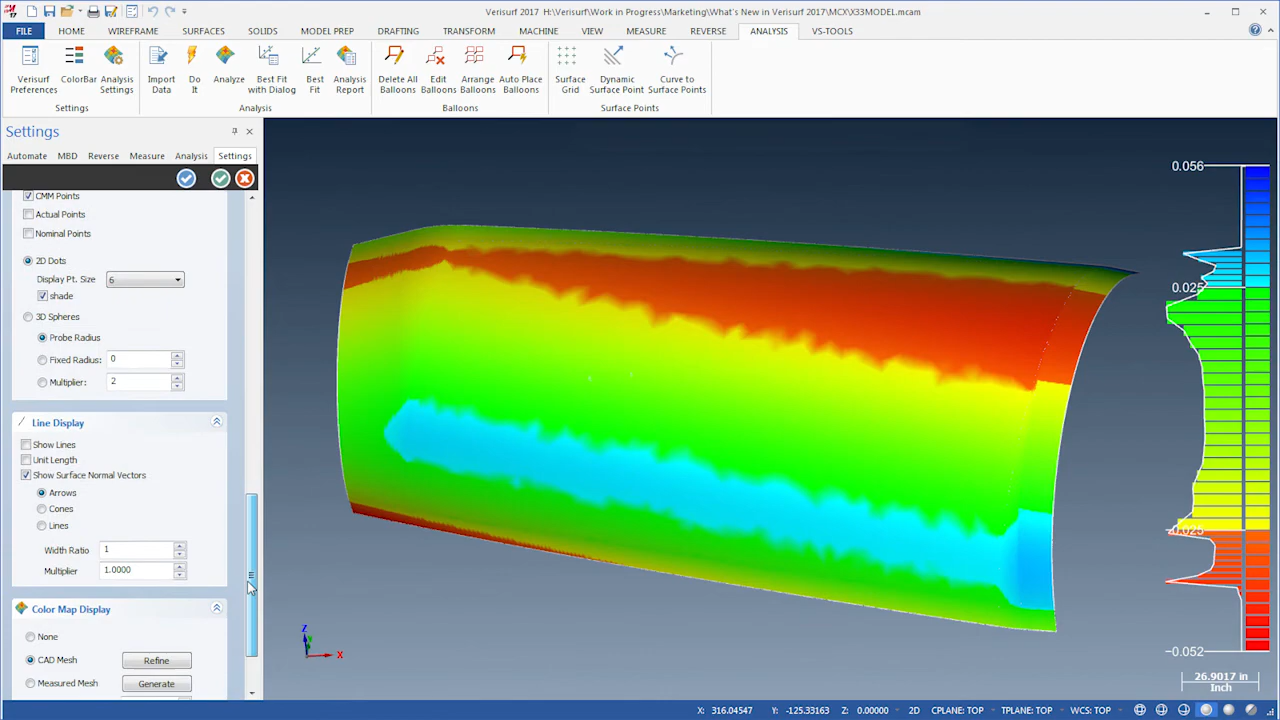 Verisurf 2017 H:\Verisurf\Work in Progress\Marketing\What's New in Verisurf 2017\MCX\X33MODEL.mcam
FILE HOME WIREFRAME SURFACES SOLIDS MODEL PREP DRAFTING TRANSFORM MACHINE VIEW MEASURE REVERSE ANALYSIS VS-TOOLS
Verisurf Preferences
ColorBar
Analysis Settings
Import Data
Do It
Analyze
Best Fit with Dialog
Best Fit
Analysis Report
Delete All Balloons
Edit Balloons
Arrange Balloons
Auto Place Balloons
Surface Grid
Dynamic Surface Point
Curve to Surface Points
Settings Analysis Balloons Surface Points
Settings
Automate MBD Reverse Measure Analysis Settings
CMM Points
Actual Points
Nominal Points
2D Dots
Display Pt. Size 6
shade
3D Spheres
Probe Radius
Fixed Radius: 0
Multiplier: 2
Line Display
Show Lines
Unit Length
Show Surface Normal Vectors
Arrows
Cones
Lines
Width Ratio 1
Multiplier 1.0000
Color Map Display
None
CAD Mesh Refine
Measured Mesh Generate
0.056
0.025
-0.025
-0.052
Z
Y
X
26.9017 in
Inch
X: 316.04547 Y: -125.33163 Z: 0.00000 2D CPLANE: TOP TPLANE: TOP WCS: TOP